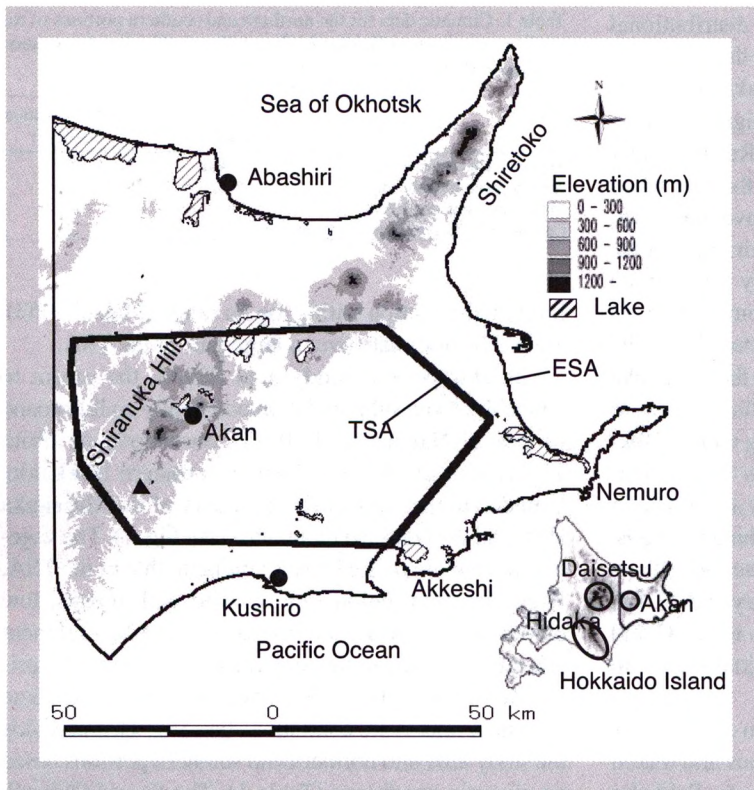 Sea of Okhotsk
N
Abashiri
Shiretoko
Elevation (m)
0 - 300
300 - 600
600 - 900
900 - 1200
1200 -
Lake
Shiranuka Hills
ESA
Akan
TSA
Nemuro
Akkeshi
Kushiro
Daisetsu
Akan
Hidaka
Pacific Ocean
Hokkaido Island
50 0 50 km